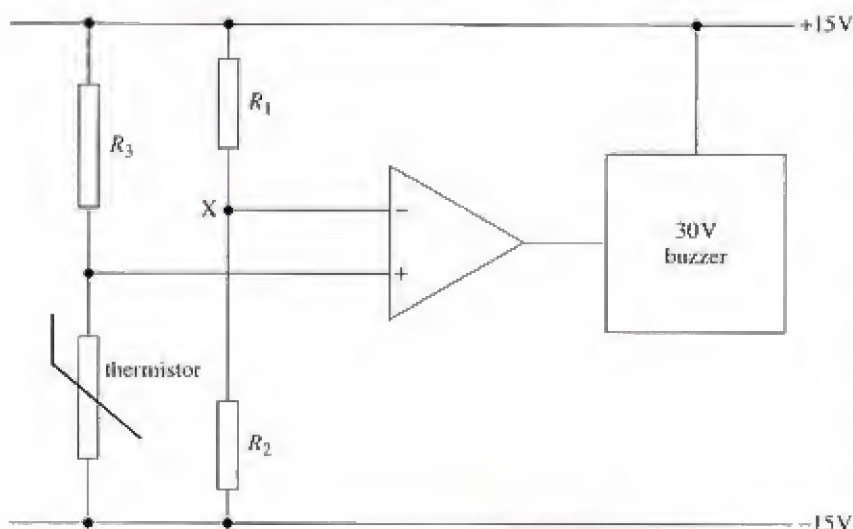 +15V
R1
R3
X
−
30V
buzzer
+
thermistor
R2
−15V